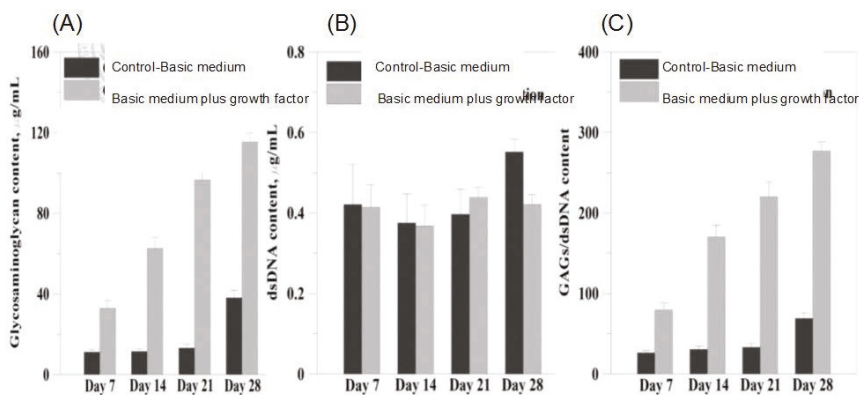 (A)
160
120
80
40
0
Glycosaminoglycan content, μg/mL
Control-Basic medium
Basic medium plus growth factor
Day 7 Day 14 Day 21 Day 28
(B)
0.8
0.6
0.4
0.2
0
dsDNA content, μg/mL
Control-Basic medium
Basic medium plus growth factor
Day 7 Day 14 Day 21 Day 28
(C)
400
300
200
100
0
GAGs/dsDNA content
Control-Basic medium
Basic medium plus growth factor
Day 7 Day 14 Day 21 Day 28